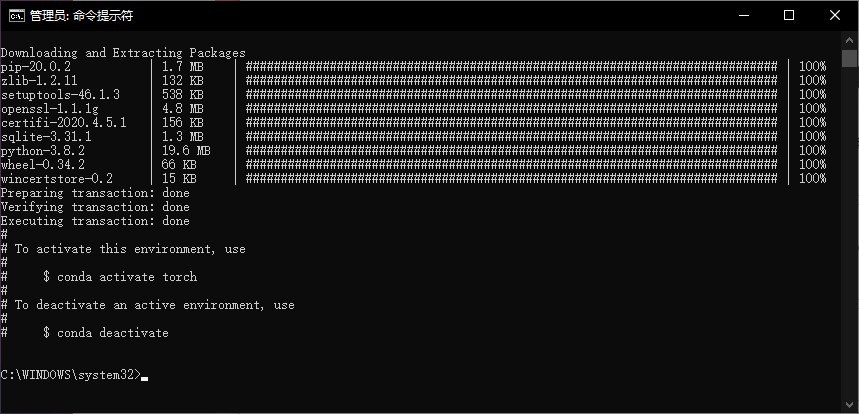 管理员: 命令提示符
Downloading and Extracting Packages
pip-20.0.2 | 1.7 MB | ############################################################################ | 100%
zlib-1.2.11 | 132 KB | ############################################################################ | 100%
setuptools-46.1.3 | 538 KB | ############################################################################ | 100%
openssl-1.1.1g | 4.8 MB | ############################################################################ | 100%
certifi-2020.4.5.1 | 156 KB | ############################################################################ | 100%
sqlite-3.31.1 | 1.3 MB | ############################################################################ | 100%
python-3.8.2 | 19.6 MB | ############################################################################ | 100%
wheel-0.34.2 | 66 KB | ############################################################################ | 100%
wincertstore-0.2 | 15 KB | ############################################################################ | 100%
Preparing transaction: done
Verifying transaction: done
Executing transaction: done
#
# To activate this environment, use
#
#     $ conda activate torch
#
# To deactivate an active environment, use
#
#     $ conda deactivate
C:\WINDOWS\system32>